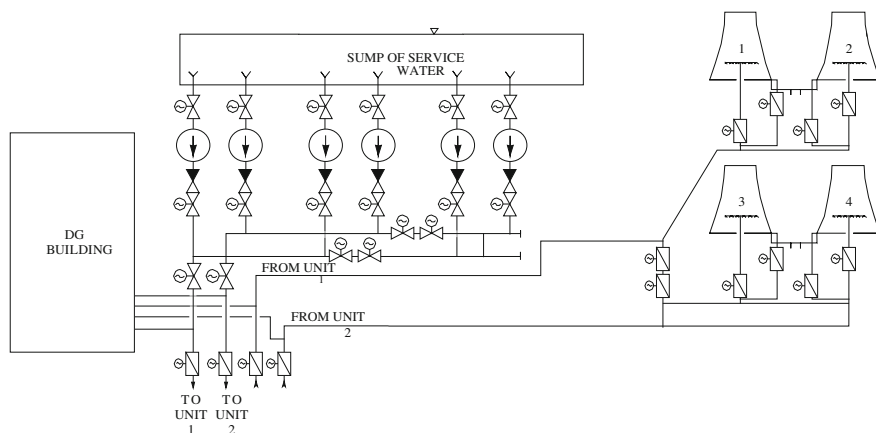 SUMP OF SERVICE
WATER
1
2
DG
BUILDING
3
4
FROM UNIT
1
FROM UNIT
2
TO
UNIT
1
TO
UNIT
2